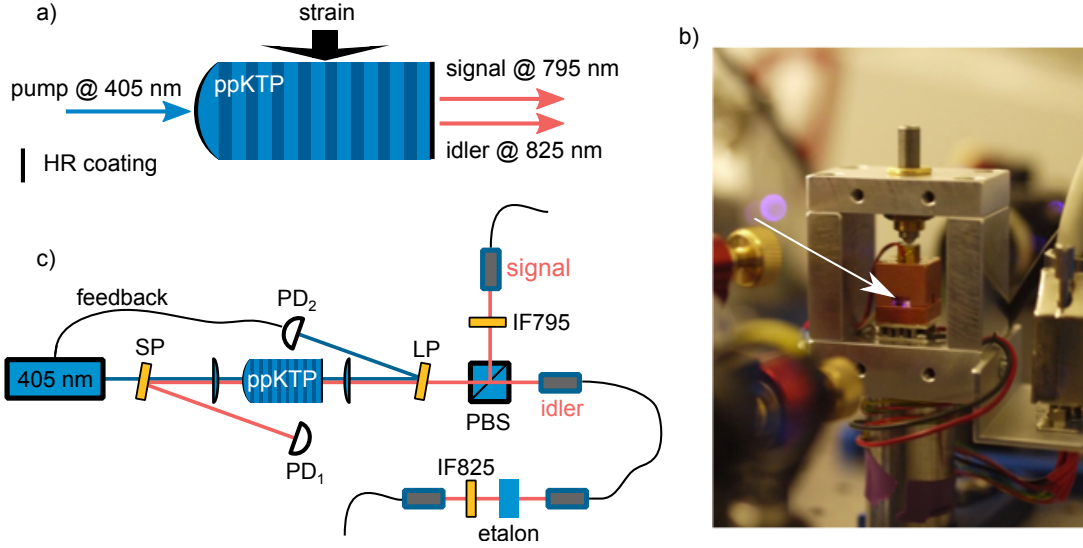 a)
strain
ppKTP
pump @ 405 nm
signal @ 795 nm
idler @ 825 nm
HR coating
b)
c)
feedback
PD2
signal
IF795
SP
LP
405 nm
ppKTP
PBS
idler
PD1
IF825
etalon